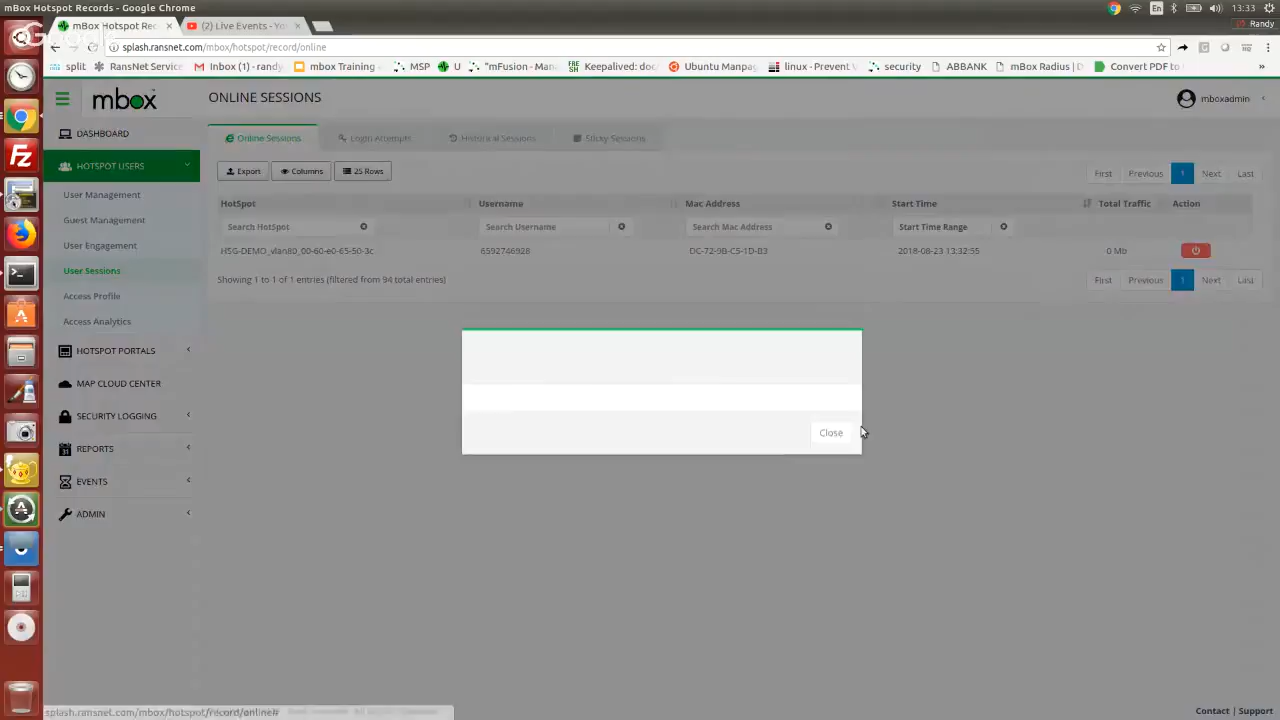 mBox Hotspot Records - Google Chrome
En
13:33
mBox Hotspot Rec
(2) Live Events - Yo
Randy
splash.ransnet.com/mbox/hotspot/record/online
split
RansNet Service
Inbox (1) - randy
mbox Training -
MSP
U
"mFusion - Man
Keepalived: doc
Ubuntu Manpag
linux - Prevent
security
ABBANK
mBox Radius | D
Convert PDF to
»
mbox
ONLINE SESSIONS
mboxadmin
DASHBOARD
HOTSPOT USERS
User Management
Guest Management
User Engagement
User Sessions
Access Profile
Access Analytics
HOTSPOT PORTALS
MAP CLOUD CENTER
SECURITY LOGGING
REPORTS
EVENTS
ADMIN
Online Sessions
Login Attempts
Historical Sessions
Sticky Sessions
Export
Columns
25 Rows
First Previous 1 Next Last
HotSpot Username Mac Address Start Time Total Traffic Action
Search HotSpot Search Username Search Mac Address Start Time Range
HSG-DEMO_vlan80_00-60-e0-65-50-3c 6592746928 DC-72-9B-C5-1D-B3 2018-08-23 13:32:55 0 Mb
Showing 1 to 1 of 1 entries (filtered from 94 total entries)
First Previous 1 Next Last
Close
splash.ransnet.com/mbox/hotspot/record/online#
Contact | Support